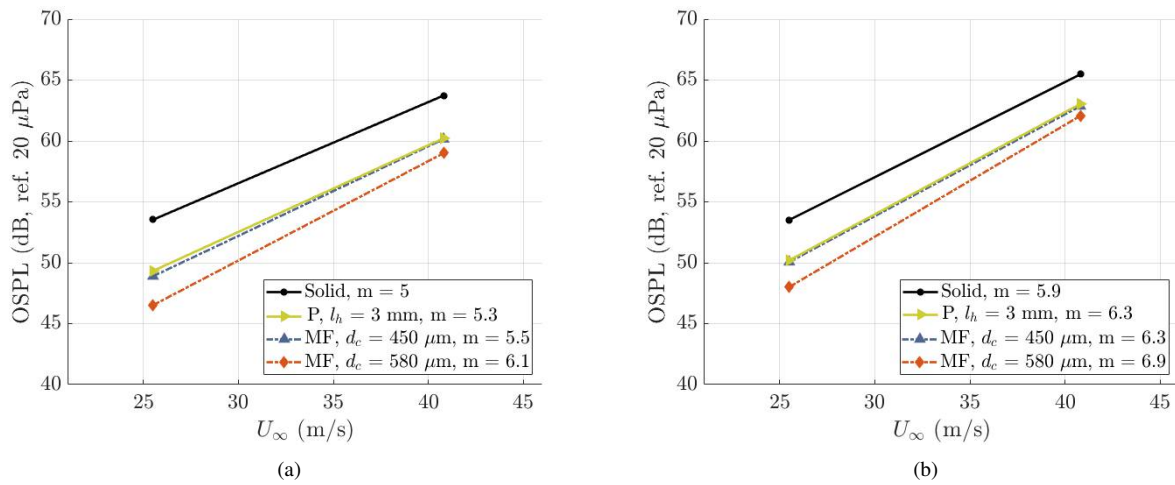 70
65
60
55
50
45
40
OSPL (dB, ref. 20 μPa)
25 30 35 40 45
U∞ (m/s)
Solid, m = 5
P, lh = 3 mm, m = 5.3
MF, dc = 450 μm, m = 5.5
MF, dc = 580 μm, m = 6.1
(a)
70
65
60
55
50
45
40
OSPL (dB, ref. 20 μPa)
25 30 35 40 45
U∞ (m/s)
Solid, m = 5.9
P, lh = 3 mm, m = 6.3
MF, dc = 450 μm, m = 6.3
MF, dc = 580 μm, m = 6.9
(b)